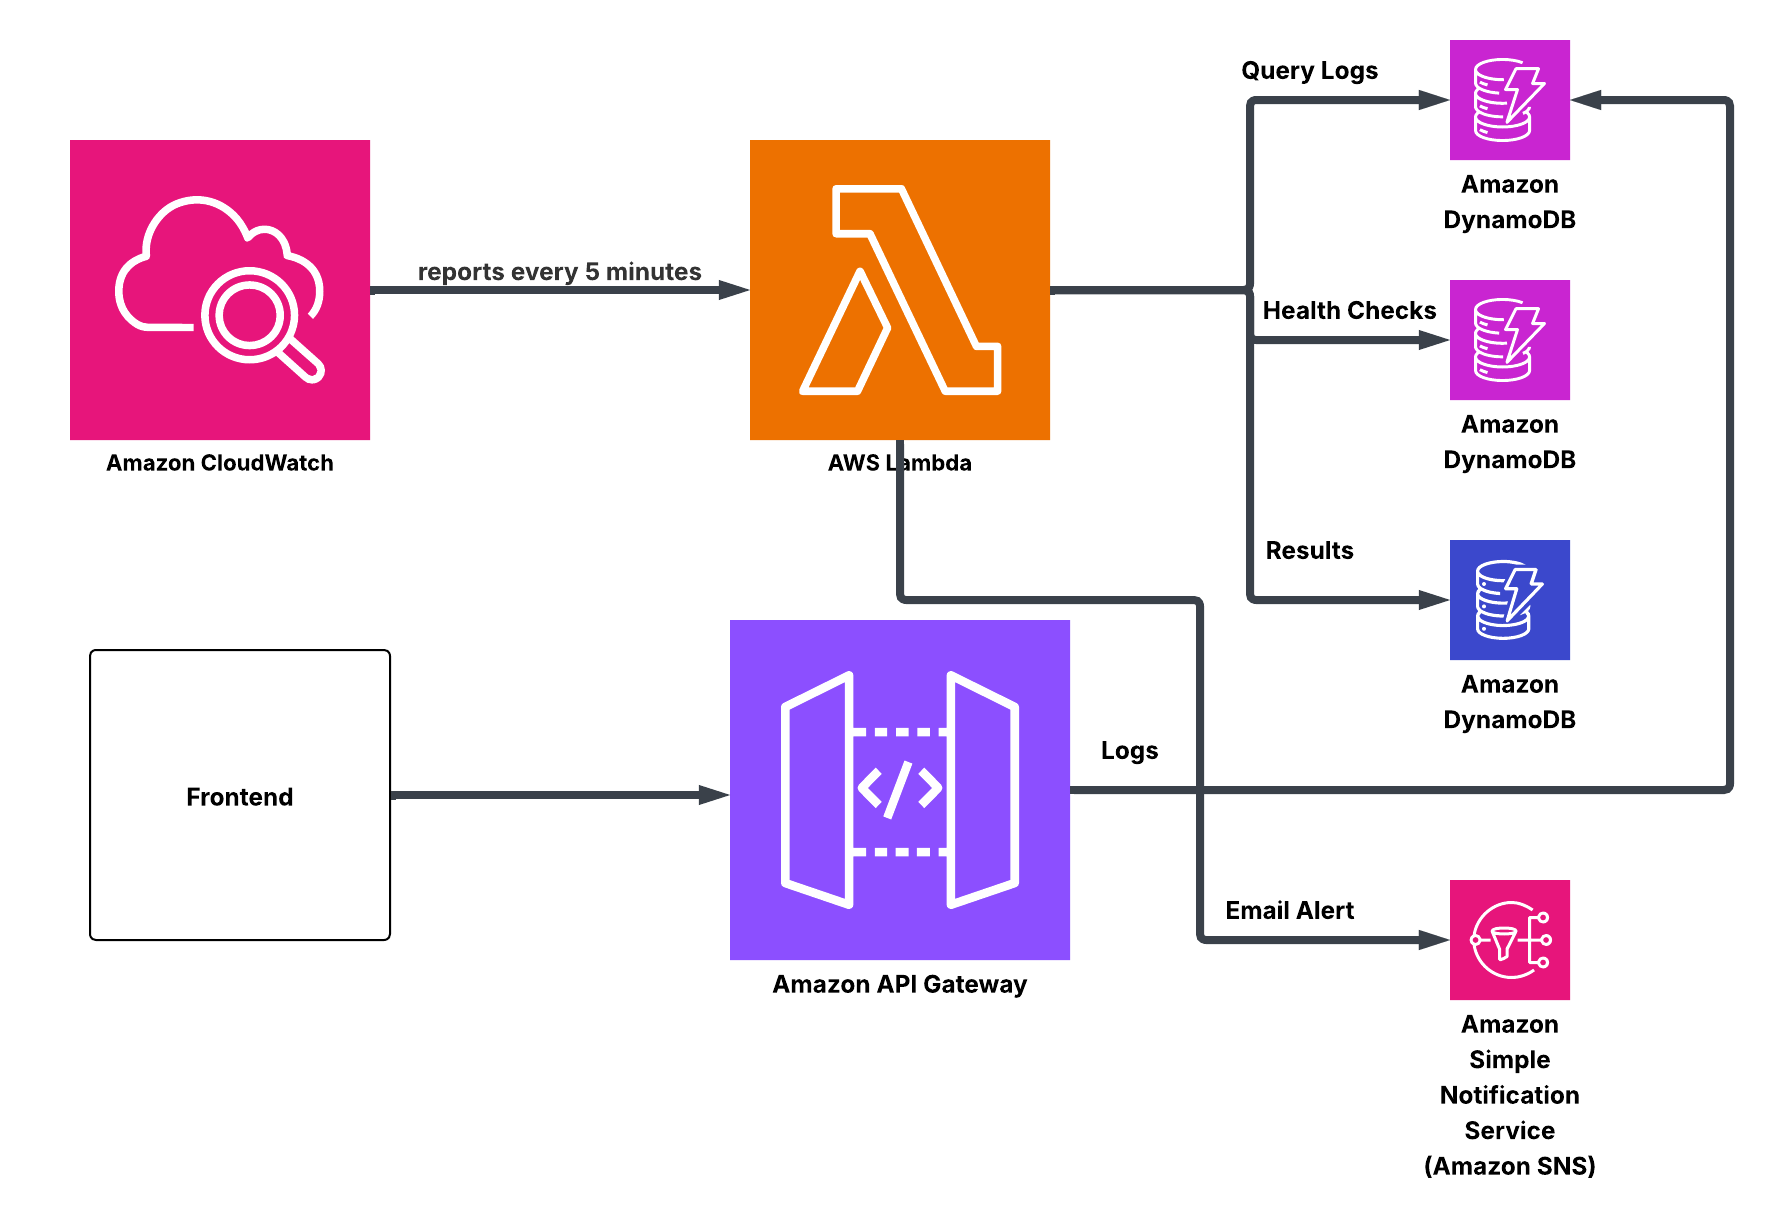 Query Logs
Amazon
DynamoDB
reports every 5 minutes
Health Checks
Amazon CloudWatch
AWS Lambda
Amazon
DynamoDB
Results
Amazon
DynamoDB
Frontend
Logs
Email Alert
Amazon API Gateway
Amazon
Simple
Notification
Service
(Amazon SNS)